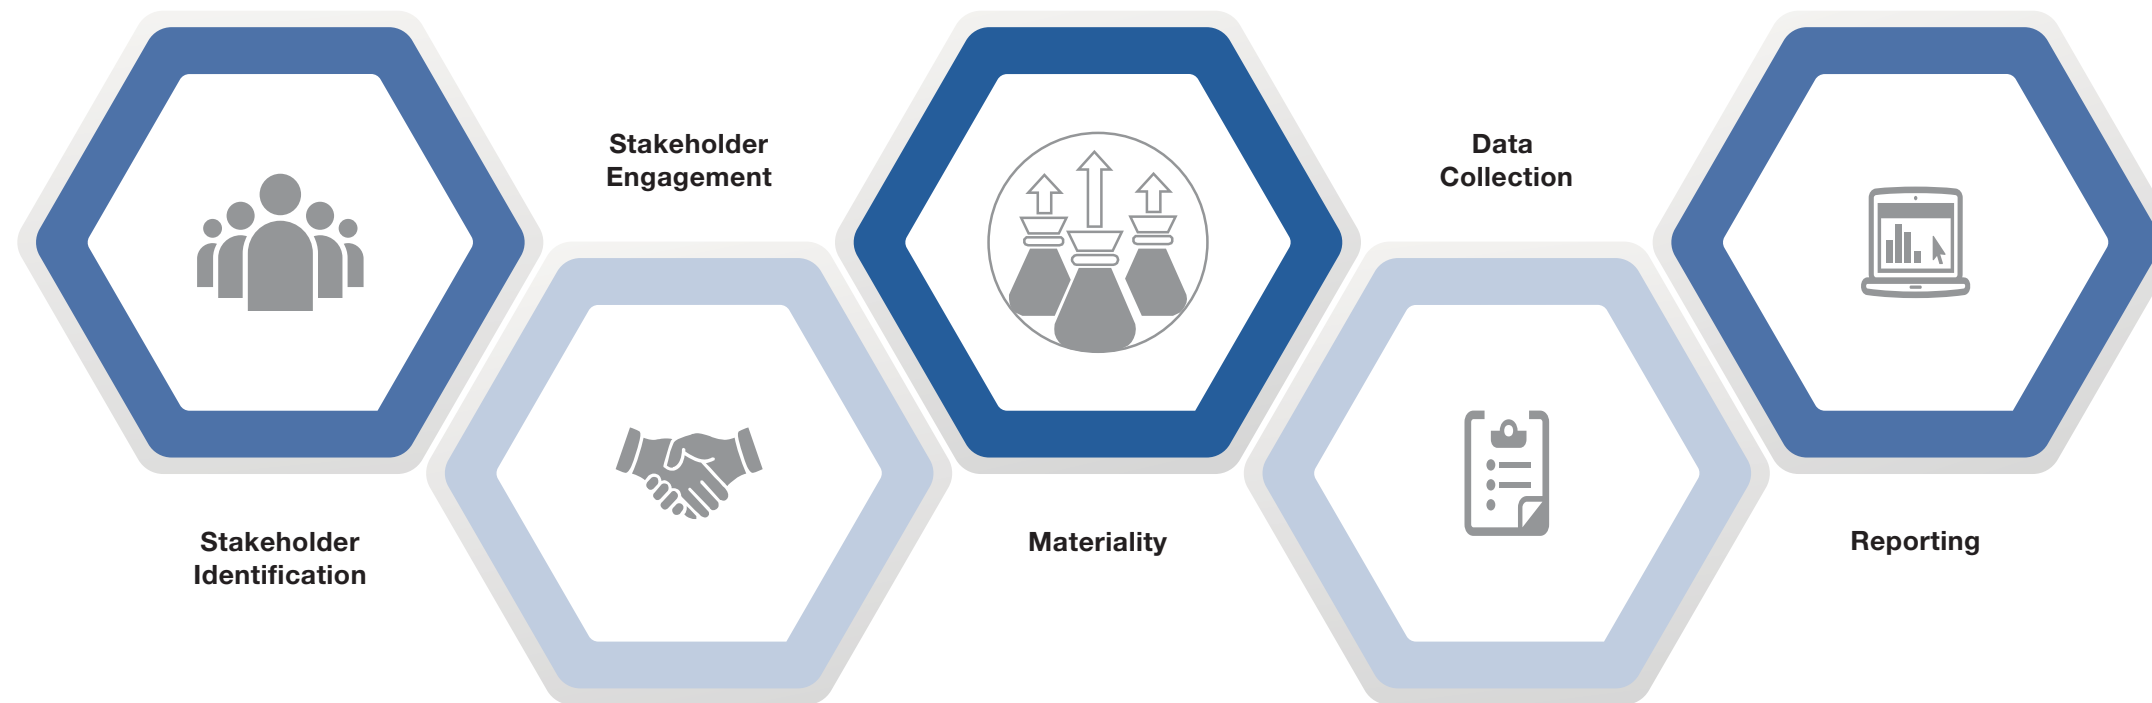 Stakeholder
Identification
Stakeholder
Engagement
Materiality
Data
Collection
Reporting